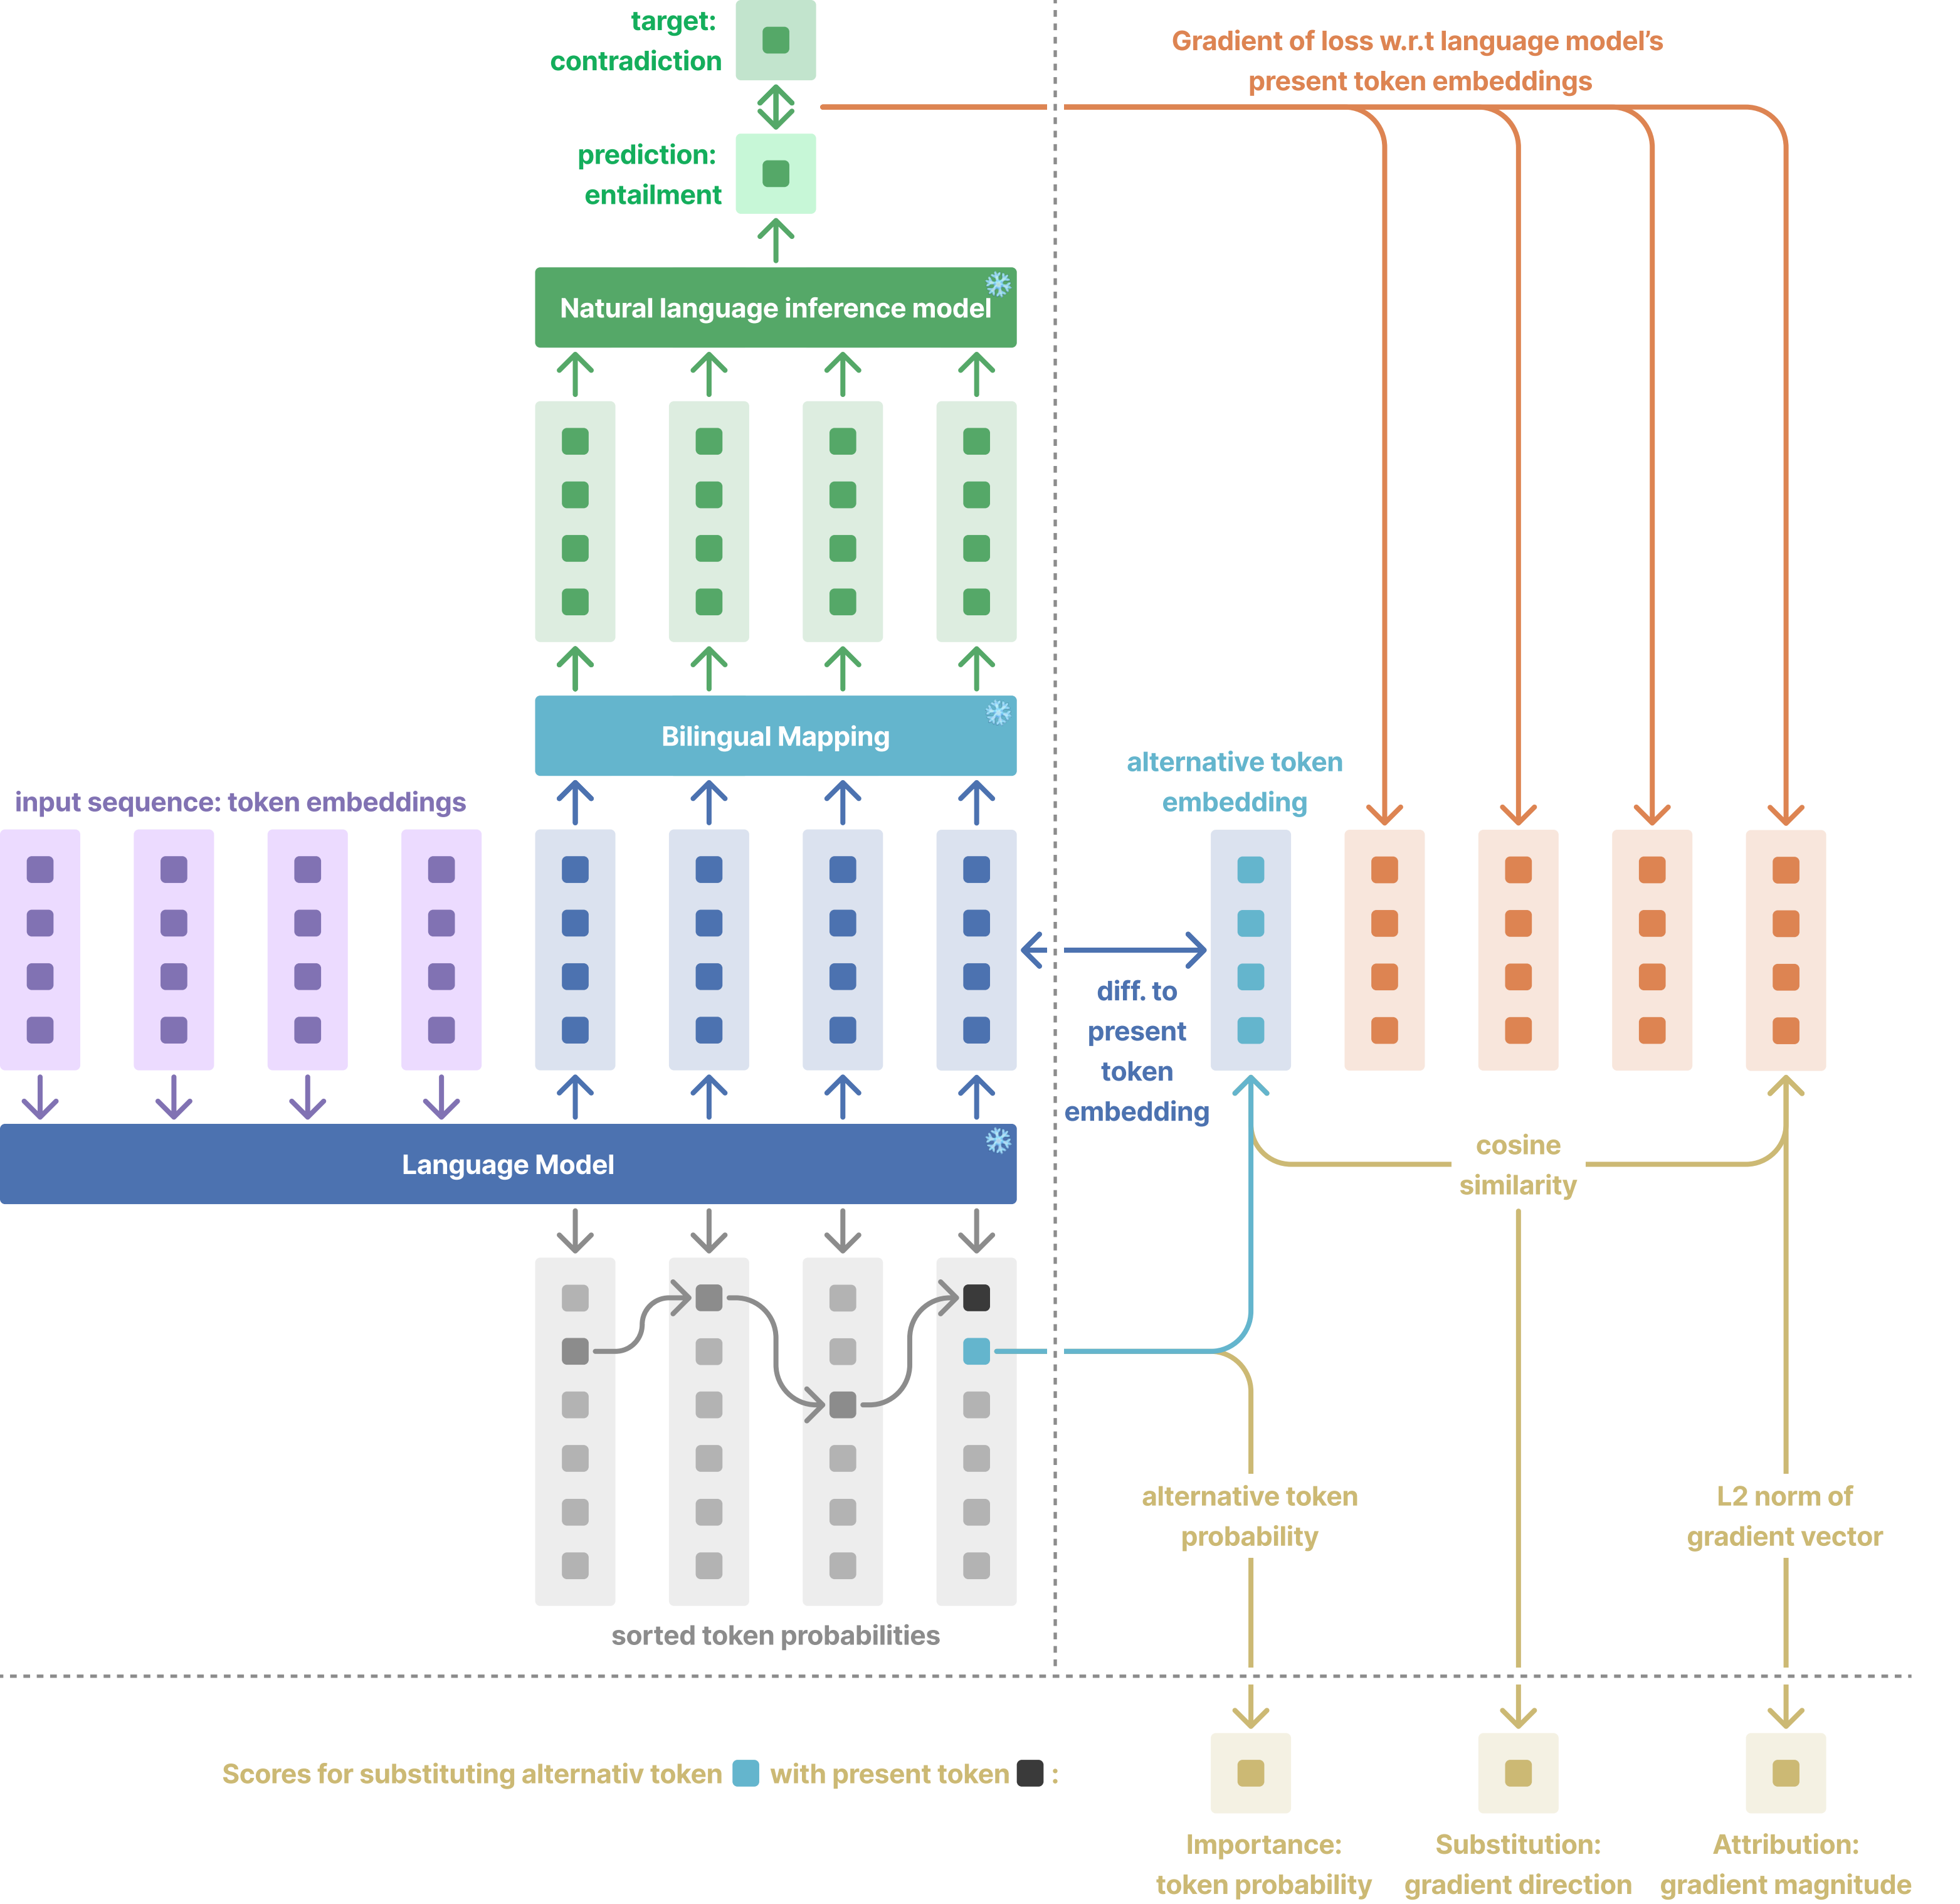 target:
contradiction
Gradient of loss w.r.t language model's
present token embeddings
prediction:
entailment
Natural language inference model
Bilingual Mapping
alternative token
embedding
input sequence: token embeddings
diff. to
present
token
embedding
Language Model
cosine
similarity
alternative token
probability
L2 norm of
gradient vector
sorted token probabilities
Scores for substituting alternativ token with present token :
Importance:
token probability
Substitution:
gradient direction
Attribution:
gradient magnitude